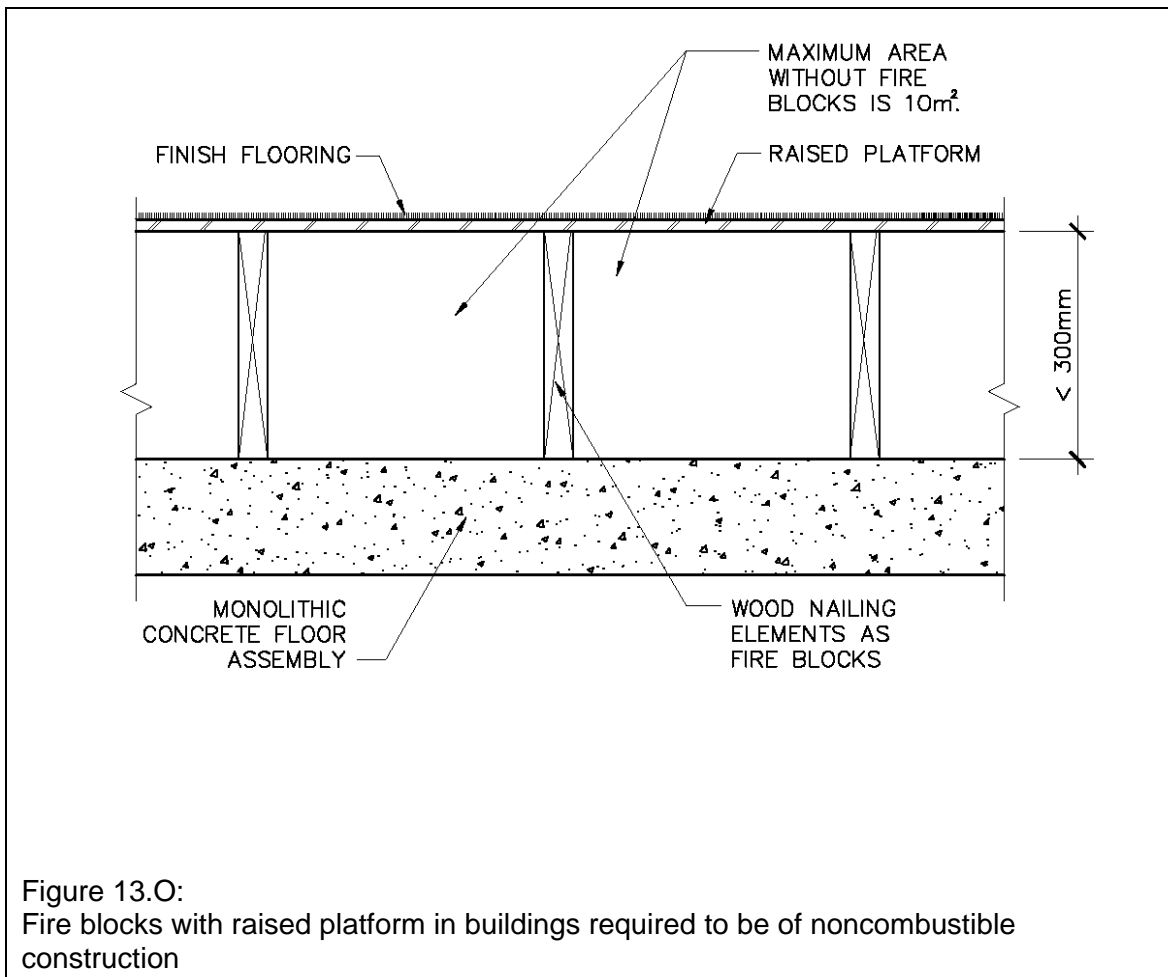 MAXIMUM AREA
WITHOUT FIRE
BLOCKS IS 10m².
FINISH FLOORING
RAISED PLATFORM
< 300mm
MONOLITHIC
CONCRETE FLOOR
ASSEMBLY
WOOD NAILING
ELEMENTS AS
FIRE BLOCKS
Figure 13.O:
Fire blocks with raised platform in buildings required to be of noncombustible
construction